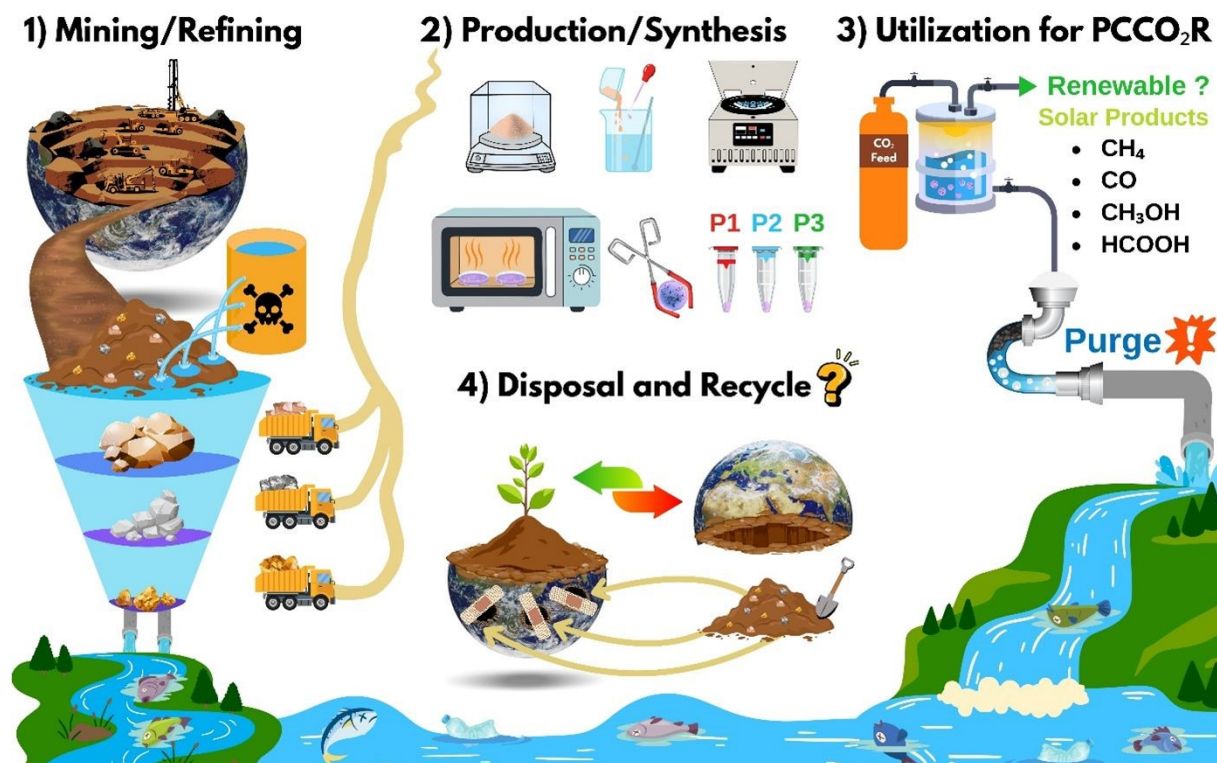 1) Mining/Refining
2) Production/Synthesis
P1 P2 P3
3) Utilization for PCCO₂R
CO₂
Feed
Renewable ?
Solar Products
• CH₄
• CO
• CH₃OH
• HCOOH
Purge !
4) Disposal and Recycle ?